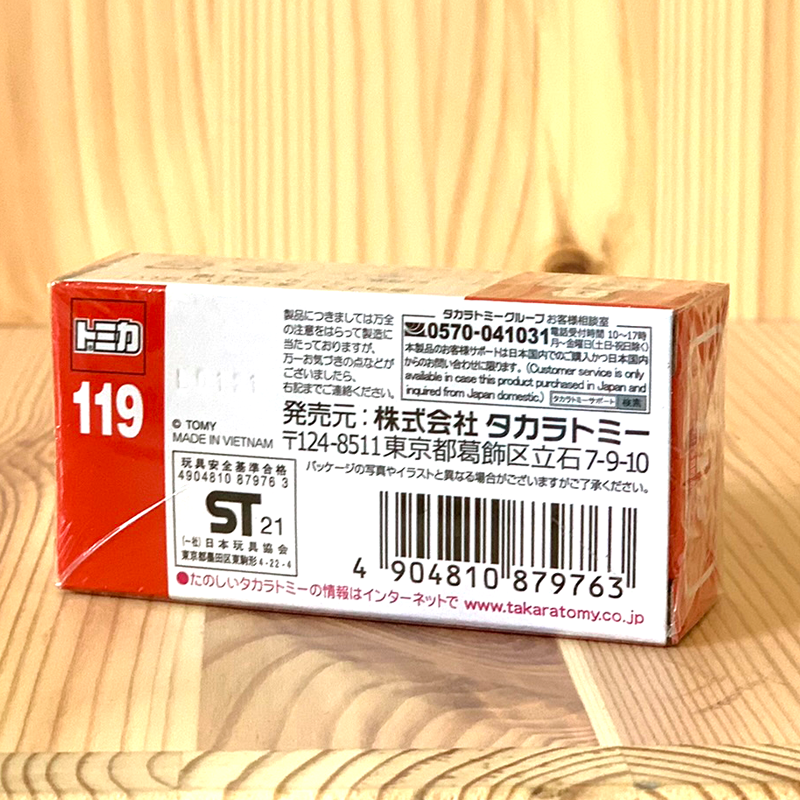 トミカ
119
製品につきましては万全
の注意をはらって製造に
当たっておりますが、
万一お気づきの点などが
ございましたら、
右記までご連絡ください。
タカラトミーグループ お客様相談室
0570-041031
電話受付時間 10〜17時
月〜金曜日(土・日・祝日除く)
本製品のお客様サポートは日本国内でのご購入かつ日本国内
からのお問い合わせに限ります。(Customer service is only
available in case this product purchased in Japan and
inquired from Japan domestic.) タカラトミーサポート 検索
© TOMY
MADE IN VIETNAM
発売元：株式会社 タカラトミー
〒124-8511 東京都葛飾区立石7-9-10
パッケージの写真やイラストと異なる場合がございますがご了承ください。
玩具安全基準合格
4904810 87976 3
ST 21
(一社)日本玩具協会
東京都墨田区東駒形4-22-4
4 904810 879763
●たのしいタカラトミーの情報はインターネットで www.takaratomy.co.jp